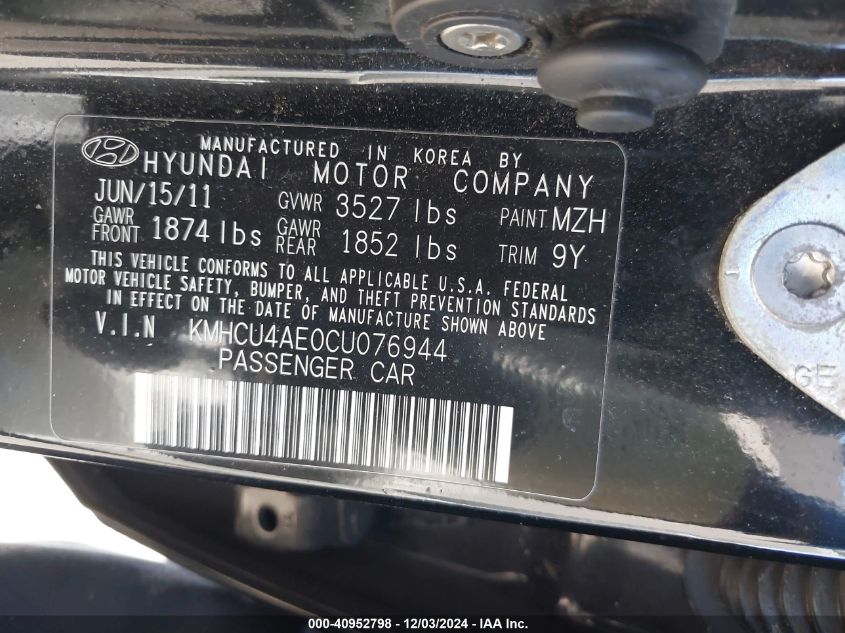 MANUFACTURED IN KOREA BY
HYUNDAI MOTOR COMPANY
JUN/15/11 GVWR 3527 lbs PAINT MZH
GAWR FRONT 1874 lbs GAWR REAR 1852 lbs TRIM 9Y
THIS VEHICLE CONFORMS TO ALL APPLICABLE U.S.A. FEDERAL
MOTOR VEHICLE SAFETY, BUMPER, AND THEFT PREVENTION STANDARDS
IN EFFECT ON THE DATE OF MANUFACTURE SHOWN ABOVE
V.I.N KMHCU4AE0CU076944
PASSENGER CAR
GE
000-40952798 - 12/03/2024 - IAA Inc.